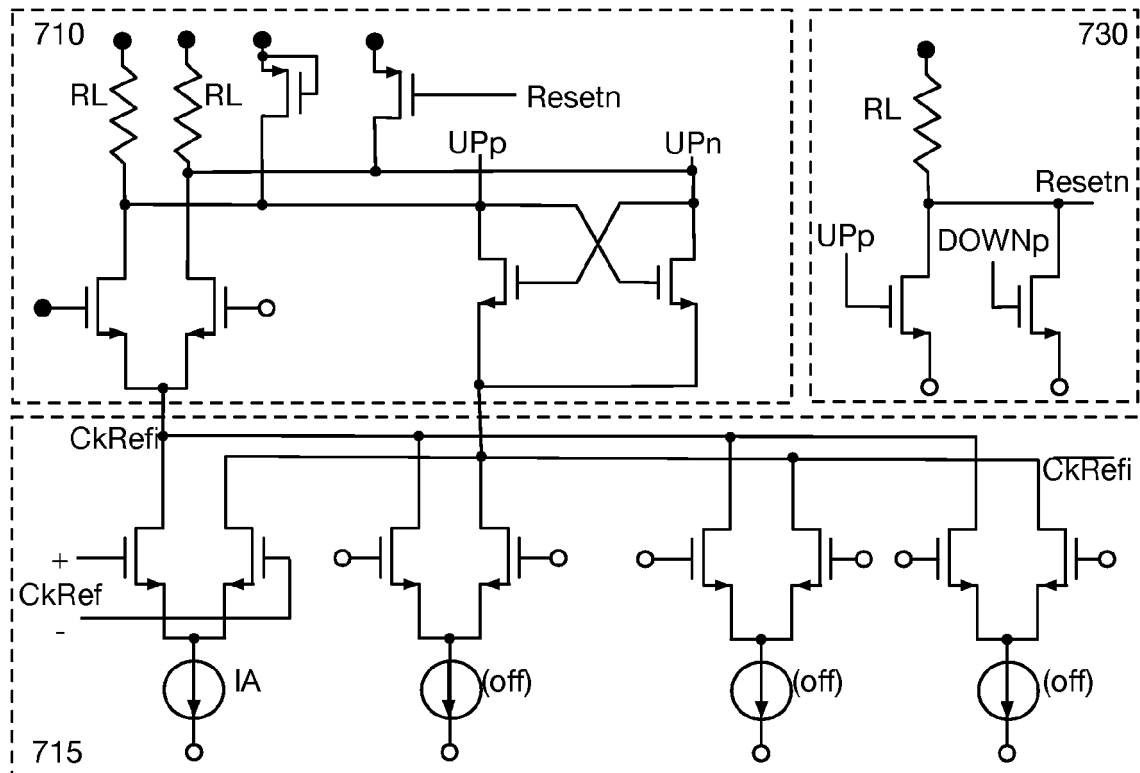 710
730
RL
RL
Resetn
RL
UPp
UPn
Resetn
UPp
DOWNp
CkRefi
CkRefi
+
CkRef
-
IA
(off)
(off)
(off)
715